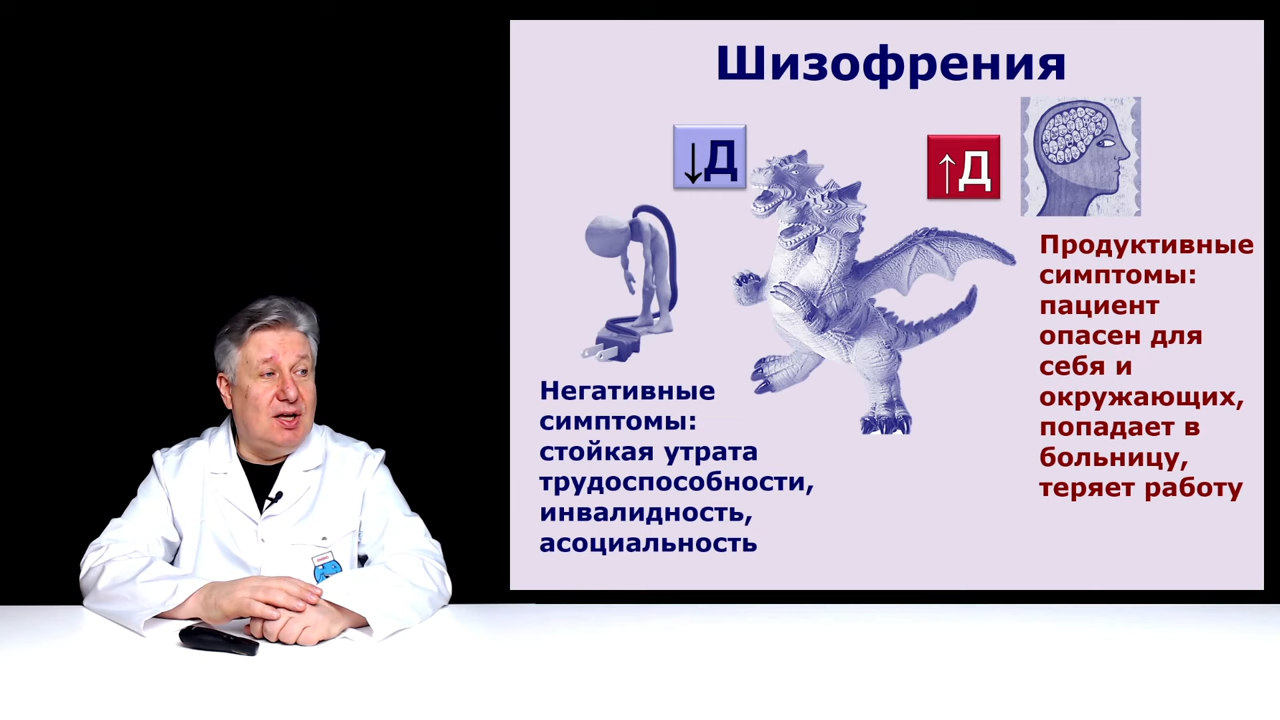 Шизофрения
↓Д
↑Д
Негативные
симптомы:
стойкая утрата
трудоспособности,
инвалидность,
асоциальность
Продуктивные
симптомы:
пациент
опасен для
себя и
окружающих,
попадает в
больницу,
теряет работу